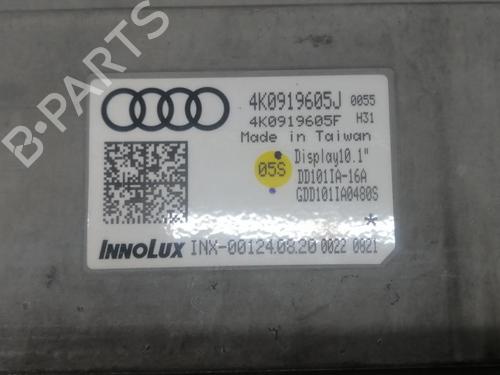 4K0919605J 0055
4K0919605F H31
Made in Taiwan
Display10.1"
05S
DD101IA-16A
GDD101IA0480S
*
INNOLUX INX-00124.08.20 0022 0021
B-PARTS